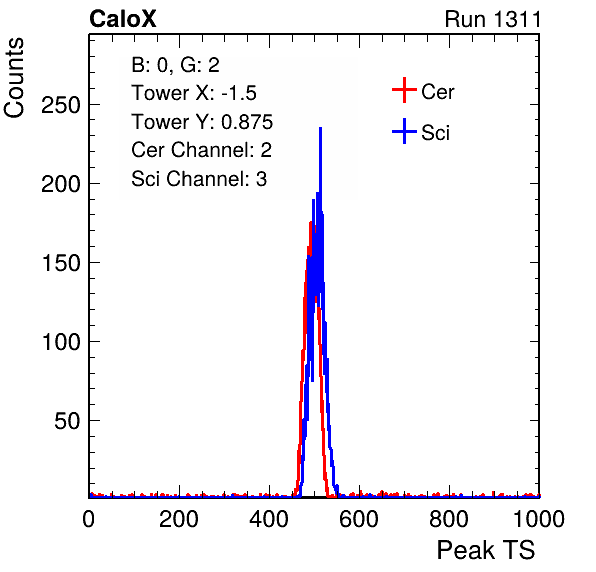 CaloX Run 1311
Counts
B: 0, G: 2
Tower X: -1.5
Tower Y: 0.875
Cer Channel: 2
Sci Channel: 3
Cer
Sci
250
200
150
100
50
0 200 400 600 800 1000
Peak TS